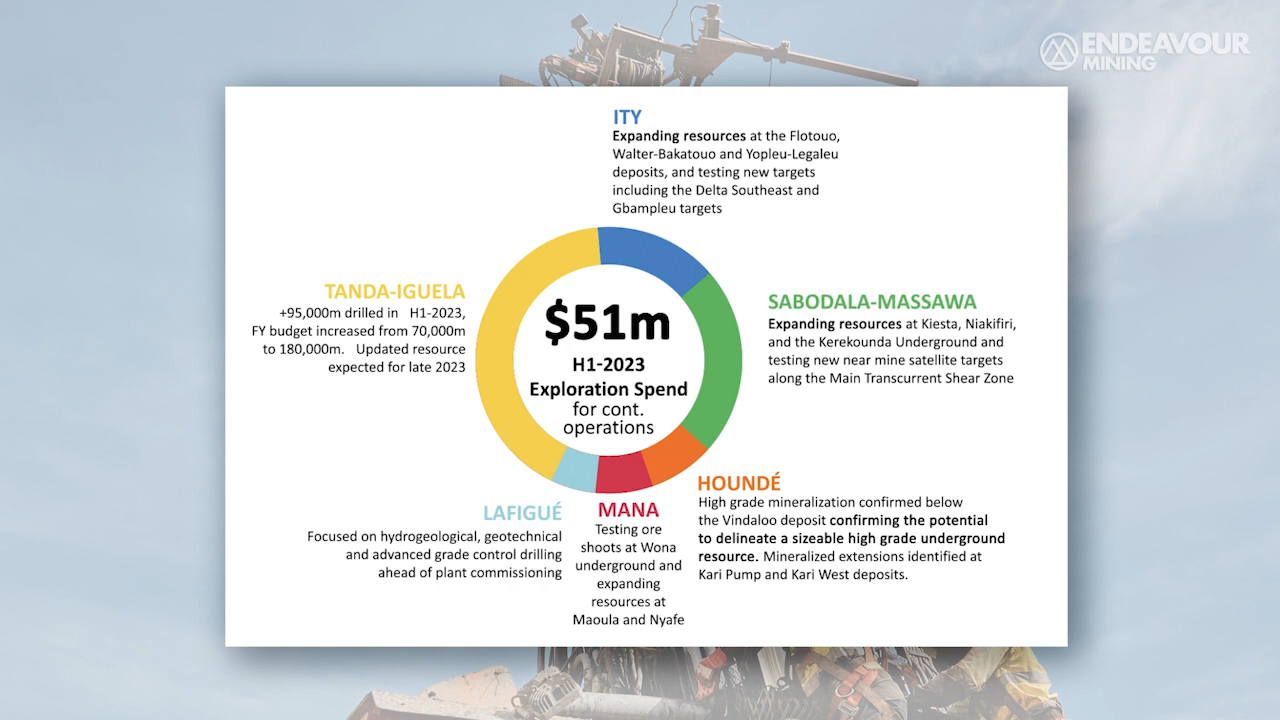 ENDEAVOUR
MINING
ITY
Expanding resources at the Flotouo,
Walter-Bakatouo and Yopleu-Legaleu
deposits, and testing new targets
including the Delta Southeast and
Gbampleu targets
TANDA-IGUELA
+95,000m drilled in H1-2023,
FY budget increased from 70,000m
to 180,000m. Updated resource
expected for late 2023
$51m
H1-2023
Exploration Spend
for cont.
operations
SABODALA-MASSAWA
Expanding resources at Kiesta, Niakifiri,
and the Kerekounda Underground and
testing new near mine satellite targets
along the Main Transcurrent Shear Zone
HOUNDÉ
High grade mineralization confirmed below
the Vindaloo deposit confirming the potential
to delineate a sizeable high grade underground
resource. Mineralized extensions identified at
Kari Pump and Kari West deposits.
LAFIGUÉ
Focused on hydrogeological, geotechnical
and advanced grade control drilling
ahead of plant commissioning
MANA
Testing ore
shoots at Wona
underground and
expanding
resources at
Maoula and Nyafe